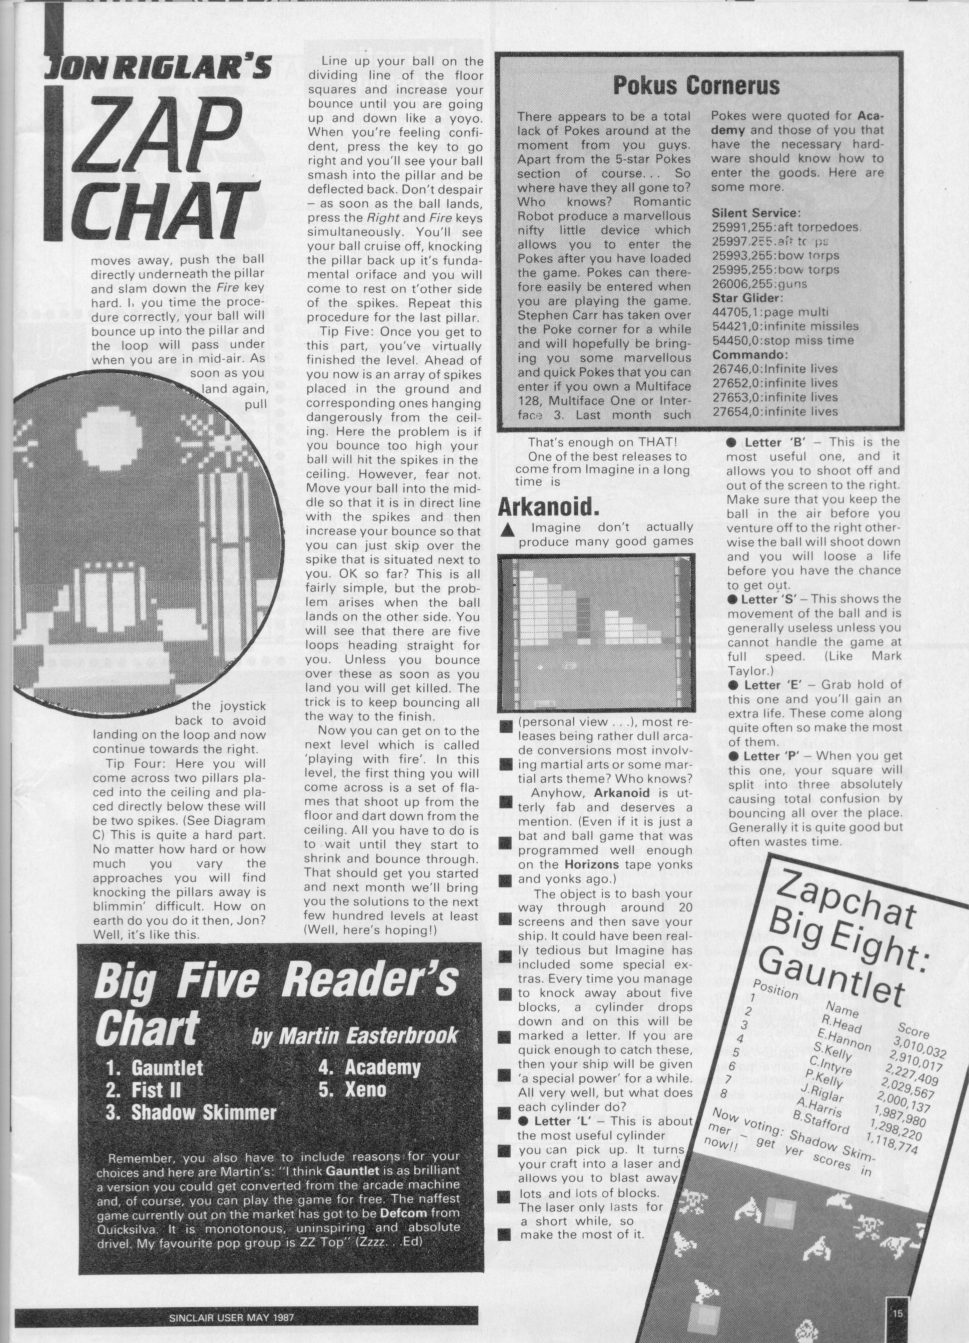 JON RIGLAR'S
ZAP
CHAT
moves away, push the ball
directly underneath the pillar
and slam down the Fire key
hard. If you time the proce-
dure correctly, your ball will
bounce up into the pillar and
the loop will pass under
when you are in mid-air. As
soon as you
land again,
pull
the joystick
back to avoid
landing on the loop and now
continue towards the right.
Tip Four: Here you will
come across two pillars pla-
ced into the ceiling and pla-
ced directly below these will
be two spikes. (See Diagram
C) This is quite a hard part.
No matter how hard or how
much you vary the
approaches you will find
knocking the pillars away is
blimmin' difficult. How on
earth do you do it then, Jon?
Well, it's like this.
Line up your ball on the
dividing line of the floor
squares and increase your
bounce until you are going
up and down like a yoyo.
When you're feeling confi-
dent, press the key to go
right and you'll see your ball
smash into the pillar and be
deflected back. Don't despair
– as soon as the ball lands,
press the Right and Fire keys
simultaneously. You'll see
your ball cruise off, knocking
the pillar back up it's funda-
mental oriface and you will
come to rest on t'other side
of the spikes. Repeat this
procedure for the last pillar.
Tip Five: Once you get to
this part, you've virtually
finished the level. Ahead of
you now is an array of spikes
placed in the ground and
corresponding ones hanging
dangerously from the ceil-
ing. Here the problem is if
you bounce too high your
ball will hit the spikes in the
ceiling. However, fear not.
Move your ball into the mid-
dle so that it is in direct line
with the spikes and then
increase your bounce so that
you can just skip over the
spike that is situated next to
you. OK so far? This is all
fairly simple, but the prob-
lem arises when the ball
lands on the other side. You
will see that there are five
loops heading straight for
you. Unless you bounce
over these as soon as you
land you will get killed. The
trick is to keep bouncing all
the way to the finish.
Now you can get on to the
next level which is called
'playing with fire'. In this
level, the first thing you will
come across is a set of fla-
mes that shoot up from the
floor and dart down from the
ceiling. All you have to do is
to wait until they start to
shrink and bounce through.
That should get you started
and next month we'll bring
you the solutions to the next
few hundred levels at least
(Well, here's hoping!)
Pokus Cornerus
There appears to be a total
lack of Pokes around at the
moment from you guys.
Apart from the 5-star Pokes
section of course. . . So
where have they all gone to?
Who knows? Romantic
Robot produce a marvellous
nifty little device which
allows you to enter the
Pokes after you have loaded
the game. Pokes can there-
fore easily be entered when
you are playing the game.
Stephen Carr has taken over
the Poke corner for a while
and will hopefully be bring-
ing you some marvellous
and quick Pokes that you can
enter if you own a Multiface
128, Multiface One or Inter-
face 3. Last month such
Pokes were quoted for Aca-
demy and those of you that
have the necessary hard-
ware should know how to
enter the goods. Here are
some more.
Silent Service:
25991,255:aft torpedoes
25997,255:aft torps
25993,255:bow torps
25995,255:bow torps
26006,255:guns
Star Glider:
44705,1:page multi
54421,0:infinite missiles
54450,0:stop miss time
Commando:
26746,0:Infinite lives
27652,0:infinite lives
27653,0:infinite lives
27654,0:infinite lives
That's enough on THAT!
One of the best releases to
come from Imagine in a long
time is
Arkanoid.
▲ Imagine don't actually
produce many good games
(personal view . . .), most re-
leases being rather dull arca-
de conversions most involv-
ing martial arts or some mar-
tial arts theme? Who knows?
Anyhow, Arkanoid is ut-
terly fab and deserves a
mention. (Even if it is just a
bat and ball game that was
programmed well enough
on the Horizons tape yonks
and yonks ago.)
The object is to bash your
way through around 20
screens and then save your
ship. It could have been real-
ly tedious but Imagine has
included some special ex-
tras. Every time you manage
to knock away about five
blocks, a cylinder drops
down and on this will be
marked a letter. If you are
quick enough to catch these,
then your ship will be given
'a special power' for a while.
All very well, but what does
each cylinder do?
● Letter 'L' – This is about
the most useful cylinder
you can pick up. It turns
your craft into a laser and
allows you to blast away
lots and lots of blocks.
The laser only lasts for
a short while, so
make the most of it.
● Letter 'B' – This is the
most useful one, and it
allows you to shoot off and
out of the screen to the right.
Make sure that you keep the
ball in the air before you
venture off to the right other-
wise the ball will shoot down
and you will loose a life
before you have the chance
to get out.
● Letter 'S' – This shows the
movement of the ball and is
generally useless unless you
cannot handle the game at
full speed. (Like Mark
Taylor.)
● Letter 'E' – Grab hold of
this one and you'll gain an
extra life. These come along
quite often so make the most
of them.
● Letter 'P' – When you get
this one, your square will
split into three absolutely
causing total confusion by
bouncing all over the place.
Generally it is quite good but
often wastes time.
Big Five Reader's
Chart by Martin Easterbrook
1. Gauntlet
2. Fist II
3. Shadow Skimmer
4. Academy
5. Xeno
Remember, you also have to include reasons for your
choices and here are Martin's: "I think Gauntlet is as brilliant
a version you could get converted from the arcade machine
and, of course, you can play the game for free. The naffest
game currently out on the market has got to be Defcom from
Quicksilva. It is monotonous, uninspiring and absolute
drivel. My favourite pop group is ZZ Top" (Zzzz. . .Ed)
Zapchat
Big Eight:
Gauntlet
Position Name Score
1 R.Head 3,010,032
2 E.Hannon 2,910,017
3 S.Kelly 2,227,409
4 C.Intyre 2,029,567
5 P.Kelly 2,000,137
6 J.Riglar 1,987,980
7 A.Harris 1,298,220
8 B.Stafford 1,118,774
Now voting: Shadow Skim-
mer – get yer scores in
now!!
SINCLAIR USER MAY 1987
15